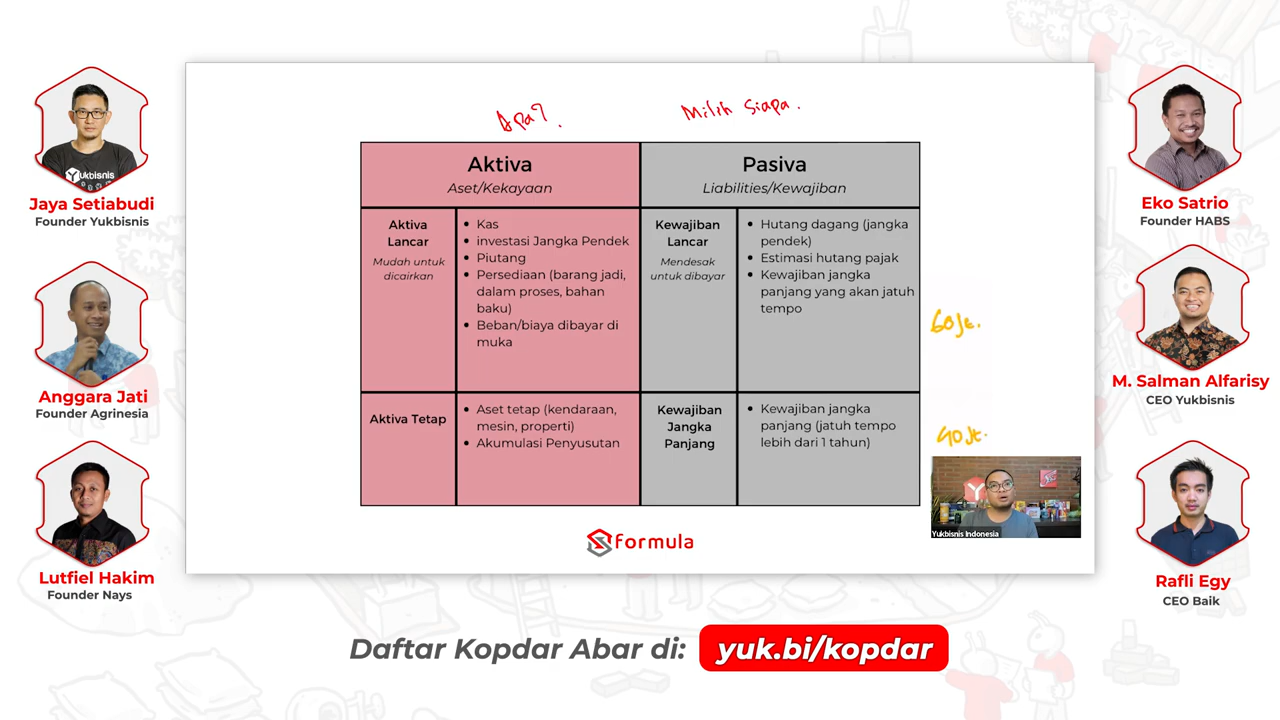 Yukbisnis
Jaya Setiabudi
Founder Yukbisnis
Anggara Jati
Founder Agrinesia
Lutfiel Hakim
Founder Nays
Apa?
Milik Siapa.
Aktiva
Aset/Kekayaan
Pasiva
Liabilities/Kewajiban
Aktiva
Lancar
Mudah untuk
dicairkan
• Kas
• investasi Jangka Pendek
• Piutang
• Persediaan (barang jadi,
dalam proses, bahan
baku)
• Beban/biaya dibayar di
muka
Kewajiban
Lancar
Mendesak
untuk dibayar
• Hutang dagang (jangka
pendek)
• Estimasi hutang pajak
• Kewajiban jangka
panjang yang akan jatuh
tempo
60jt.
Aktiva Tetap
• Aset tetap (kendaraan,
mesin, properti)
• Akumulasi Penyusutan
Kewajiban
Jangka
Panjang
• Kewajiban jangka
panjang (jatuh tempo
lebih dari 1 tahun)
40jt.
Yukbisnis Indonesia
Formula
Eko Satrio
Founder HABS
M. Salman Alfarisy
CEO Yukbisnis
Rafli Egy
CEO Baik
Daftar Kopdar Abar di: yuk.bi/kopdar